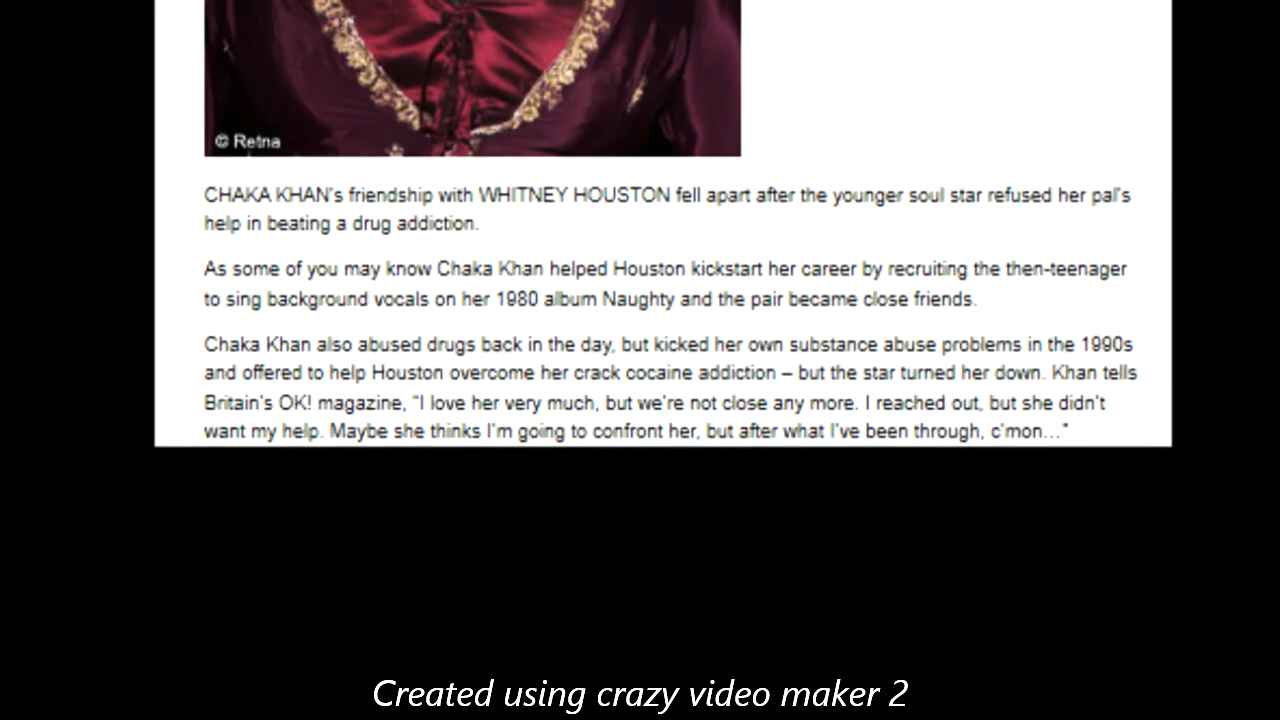 © Retna
CHAKA KHAN's friendship with WHITNEY HOUSTON fell apart after the younger soul star refused her pal's
help in beating a drug addiction.
As some of you may know Chaka Khan helped Houston kickstart her career by recruiting the then-teenager
to sing background vocals on her 1980 album Naughty and the pair became close friends.
Chaka Khan also abused drugs back in the day, but kicked her own substance abuse problems in the 1990s
and offered to help Houston overcome her crack cocaine addiction – but the star turned her down. Khan tells
Britain's OK! magazine, "I love her very much, but we're not close any more. I reached out, but she didn't
want my help. Maybe she thinks I'm going to confront her, but after what I've been through, c'mon..."
Created using crazy video maker 2